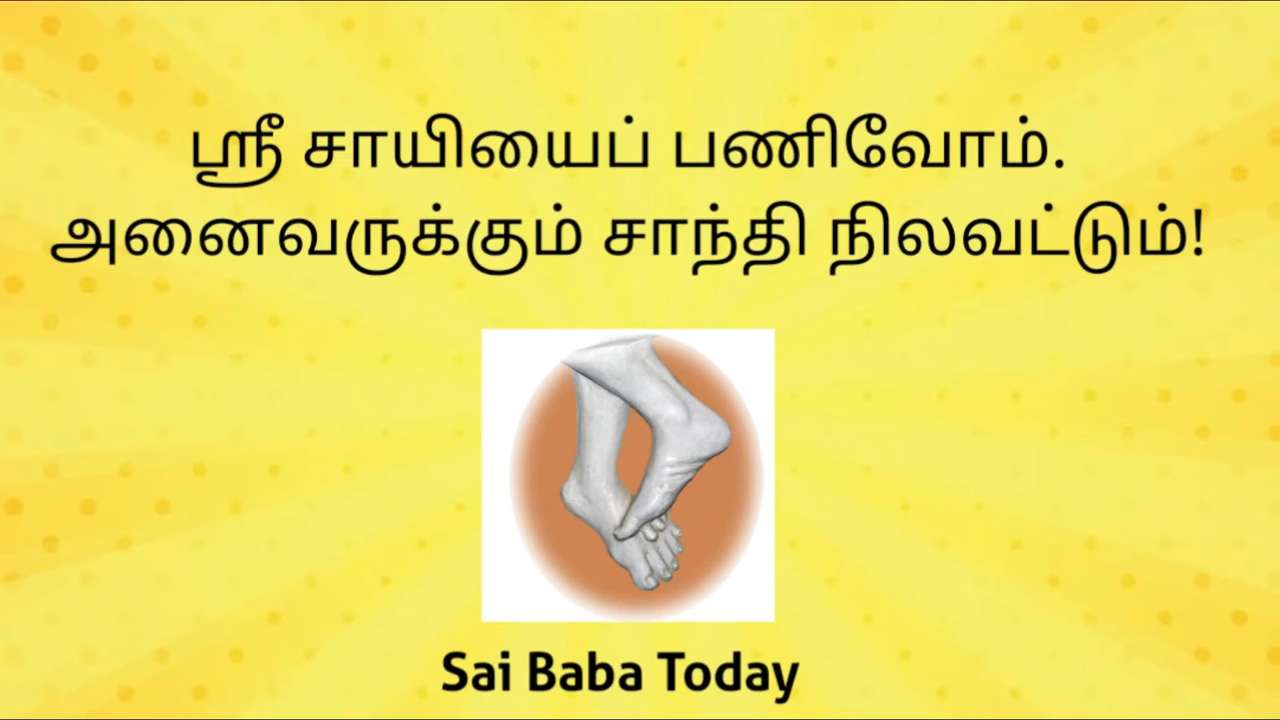 ஸ்ரீ சாயியைப் பணிவோம்.
அனைவருக்கும் சாந்தி நிலவட்டும்!
Sai Baba Today